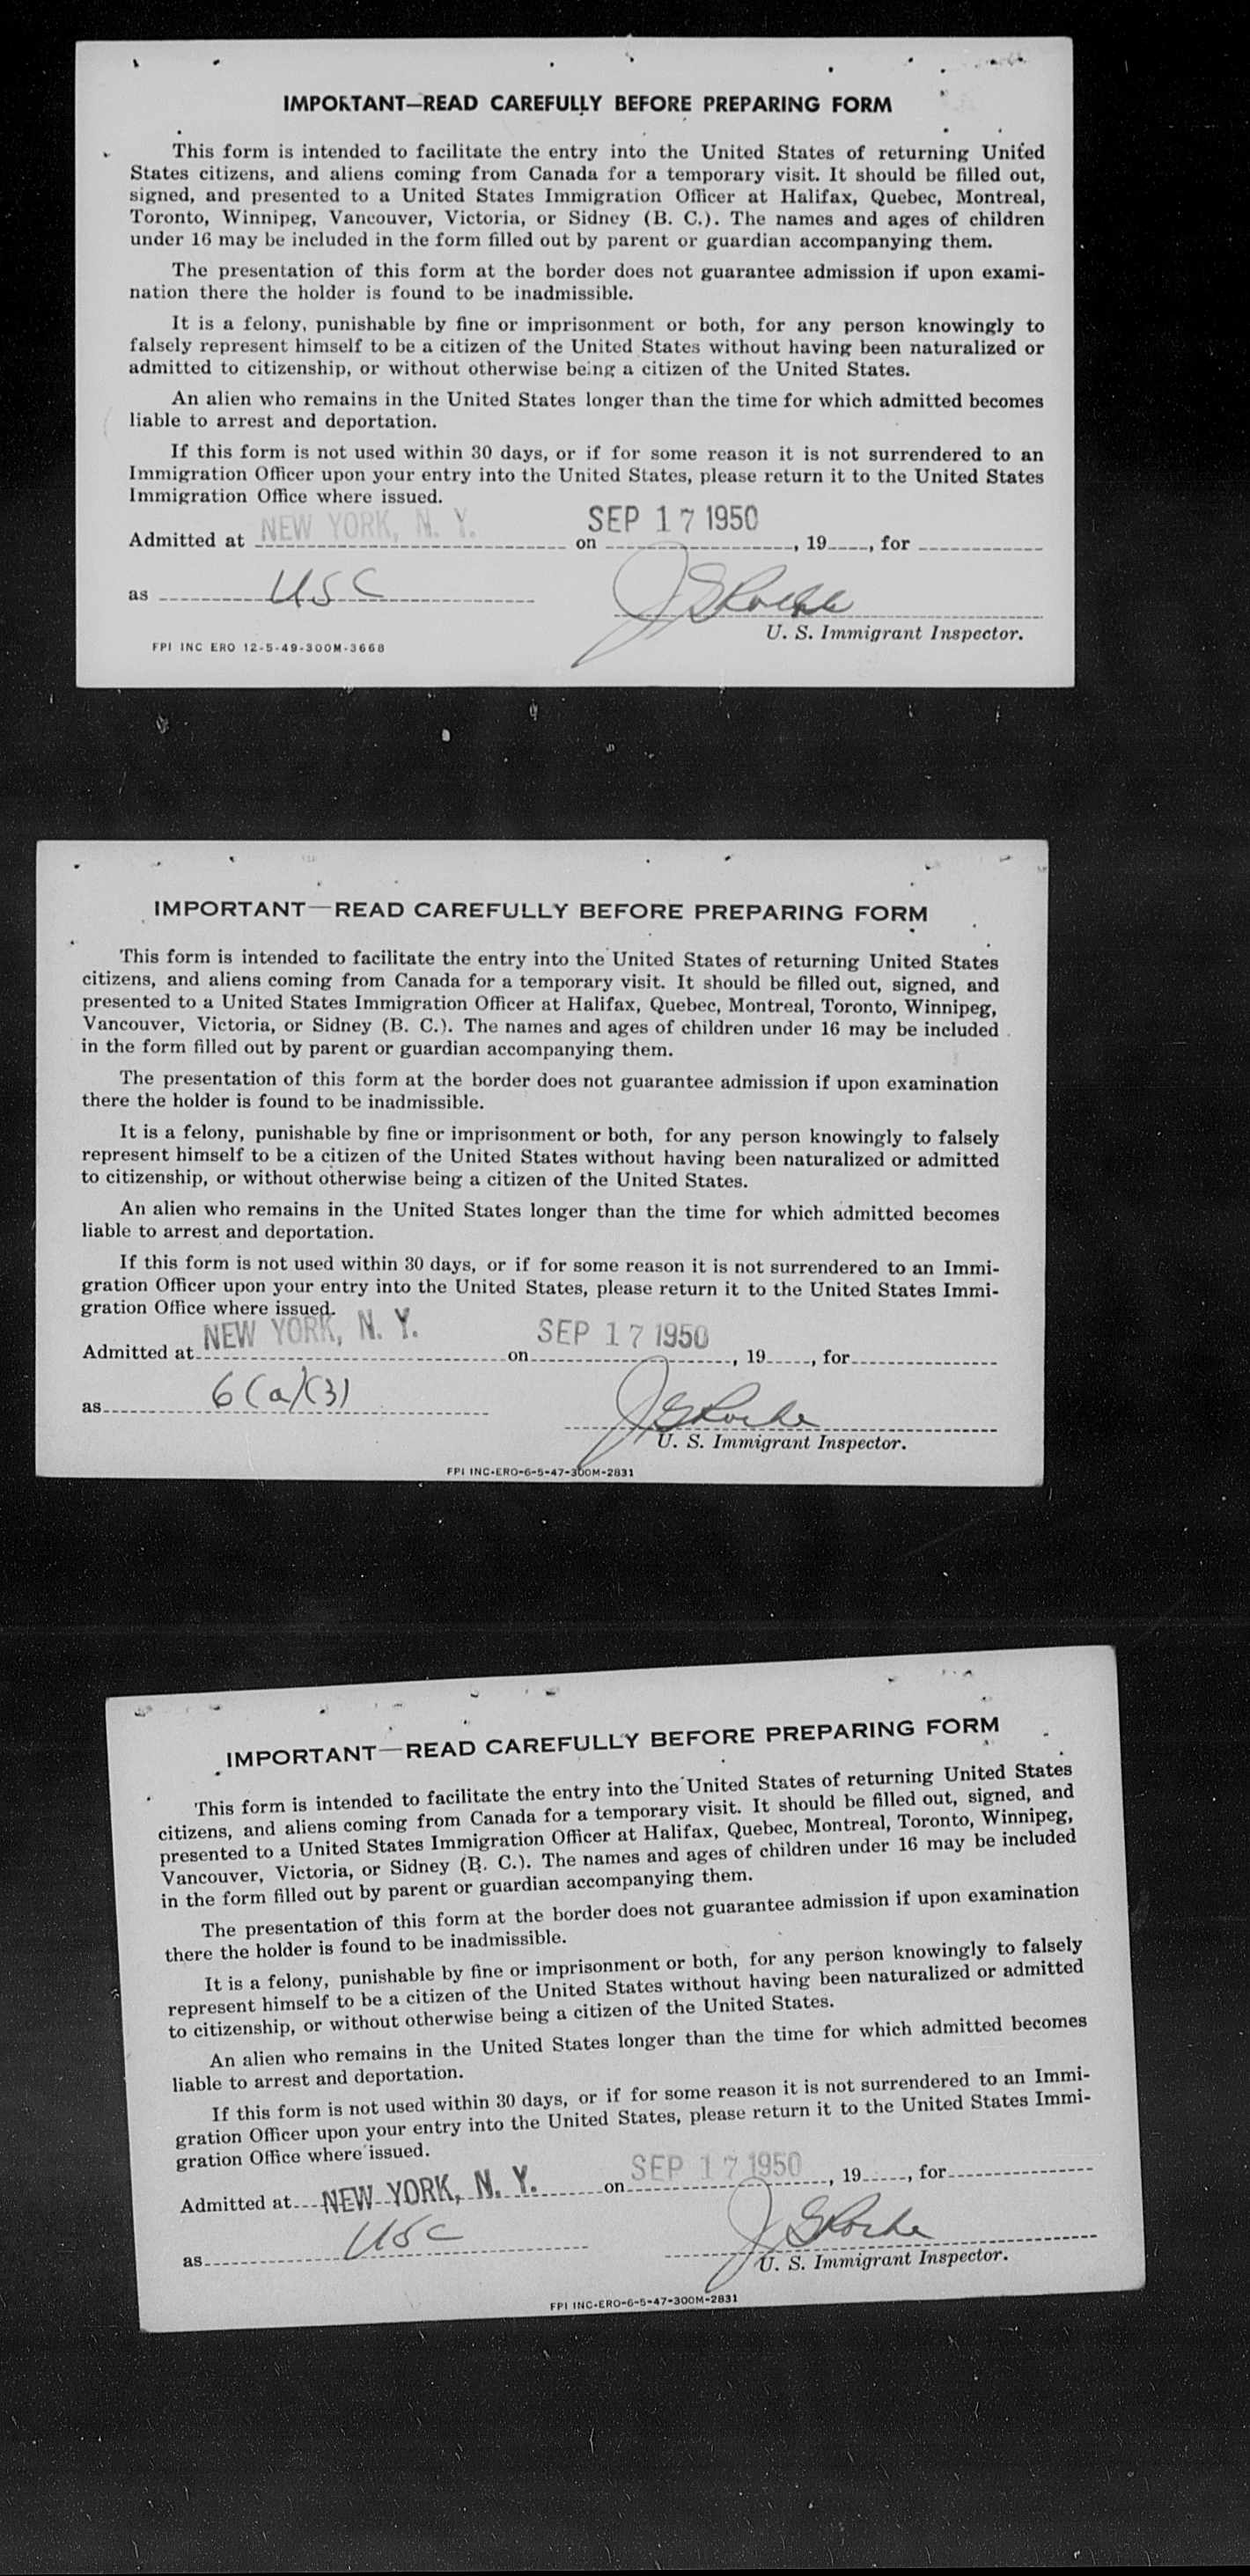 IMPORTANT—READ CAREFULLY BEFORE PREPARING FORM
This form is intended to facilitate the entry into the United States of returning United
States citizens, and aliens coming from Canada for a temporary visit. It should be filled out,
signed, and presented to a United States Immigration Officer at Halifax, Quebec, Montreal,
Toronto, Winnipeg, Vancouver, Victoria, or Sidney (B. C.). The names and ages of children
under 16 may be included in the form filled out by parent or guardian accompanying them.
The presentation of this form at the border does not guarantee admission if upon exami-
nation there the holder is found to be inadmissible.
It is a felony, punishable by fine or imprisonment or both, for any person knowingly to
falsely represent himself to be a citizen of the United States without having been naturalized or
admitted to citizenship, or without otherwise being a citizen of the United States.
An alien who remains in the United States longer than the time for which admitted becomes
liable to arrest and deportation.
If this form is not used within 30 days, or if for some reason it is not surrendered to an
Immigration Officer upon your entry into the United States, please return it to the United States
Immigration Office where issued.
Admitted at NEW YORK, N. Y. on SEP 17 1950, 19, for
as USC J G Roche
U. S. Immigrant Inspector.
FPI INC ERO 12-5-49-300M-3668
IMPORTANT—READ CAREFULLY BEFORE PREPARING FORM
This form is intended to facilitate the entry into the United States of returning United States
citizens, and aliens coming from Canada for a temporary visit. It should be filled out, signed, and
presented to a United States Immigration Officer at Halifax, Quebec, Montreal, Toronto, Winnipeg,
Vancouver, Victoria, or Sidney (B. C.). The names and ages of children under 16 may be included
in the form filled out by parent or guardian accompanying them.
The presentation of this form at the border does not guarantee admission if upon examination
there the holder is found to be inadmissible.
It is a felony, punishable by fine or imprisonment or both, for any person knowingly to falsely
represent himself to be a citizen of the United States without having been naturalized or admitted
to citizenship, or without otherwise being a citizen of the United States.
An alien who remains in the United States longer than the time for which admitted becomes
liable to arrest and deportation.
If this form is not used within 30 days, or if for some reason it is not surrendered to an Immi-
gration Officer upon your entry into the United States, please return it to the United States Immi-
gration Office where issued.
Admitted at NEW YORK, N. Y. on SEP 17 1950, 19, for
as 6(a)(3) J G Roche
U. S. Immigrant Inspector.
FPI INC-ERO-6-5-47-300M-2831
IMPORTANT—READ CAREFULLY BEFORE PREPARING FORM
This form is intended to facilitate the entry into the United States of returning United States
citizens, and aliens coming from Canada for a temporary visit. It should be filled out, signed, and
presented to a United States Immigration Officer at Halifax, Quebec, Montreal, Toronto, Winnipeg,
Vancouver, Victoria, or Sidney (B. C.). The names and ages of children under 16 may be included
in the form filled out by parent or guardian accompanying them.
The presentation of this form at the border does not guarantee admission if upon examination
there the holder is found to be inadmissible.
It is a felony, punishable by fine or imprisonment or both, for any person knowingly to falsely
represent himself to be a citizen of the United States without having been naturalized or admitted
to citizenship, or without otherwise being a citizen of the United States.
An alien who remains in the United States longer than the time for which admitted becomes
liable to arrest and deportation.
If this form is not used within 30 days, or if for some reason it is not surrendered to an Immi-
gration Officer upon your entry into the United States, please return it to the United States Immi-
gration Office where issued.
Admitted at NEW YORK, N. Y. on SEP 17 1950, 19, for
as USC J G Roche
U. S. Immigrant Inspector.
FPI INC-ERO-6-5-47-300M-2831